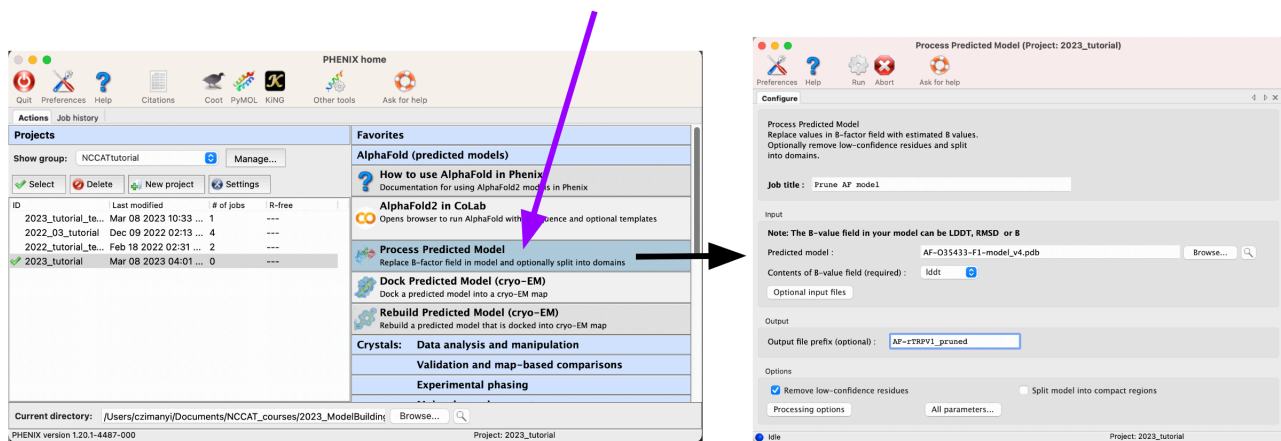 PHENIX home
Quit Preferences Help Citations Coot PyMOL KiNG Other tools Ask for help
Actions Job history
Projects
Show group: NCCATtutorial Manage...
Select Delete New project Settings
ID Last modified # of jobs R-free
2023_tutorial_te... Mar 08 2023 10:33 ... 1 ---
2022_03_tutorial Dec 09 2022 02:13 ... 4 ---
2022_tutorial_te... Feb 18 2022 02:31 ... 2 ---
2023_tutorial Mar 08 2023 04:01 ... 0 ---
Favorites
AlphaFold (predicted models)
How to use AlphaFold in Phenix
Documentation for using AlphaFold2 models in Phenix
AlphaFold2 in CoLab
Opens browser to run AlphaFold with sequence and optional templates
Process Predicted Model
Replace B-factor field in model and optionally split into domains
Dock Predicted Model (cryo-EM)
Dock a predicted model into a cryo-EM map
Rebuild Predicted Model (cryo-EM)
Rebuild a predicted model that is docked into cryo-EM map
Crystals: Data analysis and manipulation
Validation and map-based comparisons
Experimental phasing
Current directory: /Users/czimanyi/Documents/NCCAT_courses/2023_ModelBuilding Browse...
PHENIX version 1.20.1-4487-000 Project: 2023_tutorial
Process Predicted Model (Project: 2023_tutorial)
Preferences Help Run Abort Ask for help
Configure
Process Predicted Model
Replace values in B-factor field with estimated B values.
Optionally remove low-confidence residues and split
into domains.
Job title : Prune AF model
Input
Note: The B-value field in your model can be LDDT, RMSD or B
Predicted model : AF-O35433-F1-model_v4.pdb Browse...
Contents of B-value field (required) : lddt
Optional input files
Output
Output file prefix (optional) : AF-rTRPV1_pruned
Options
Remove low-confidence residues Split model into compact regions
Processing options All parameters...
Idle Project: 2023_tutorial